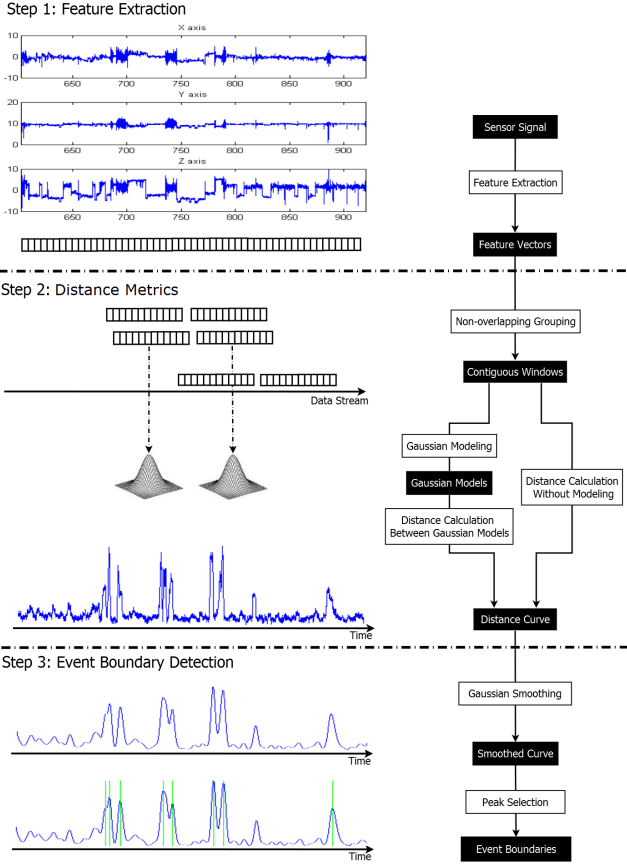 Step 1: Feature Extraction
X axis
10
0
-10
650 700 750 800 850 900
Y axis
20
10
0
650 700 750 800 850 900
Z axis
10
0
-10
650 700 750 800 850 900
Sensor Signal
Feature Extraction
Feature Vectors
Step 2: Distance Metrics
Data Stream
Time
Non-overlapping Grouping
Contiguous Windows
Gaussian Modeling
Gaussian Models
Distance Calculation
Between Gaussian Models
Distance Calculation
Without Modeling
Distance Curve
Step 3: Event Boundary Detection
Time
Time
Gaussian Smoothing
Smoothed Curve
Peak Selection
Event Boundaries